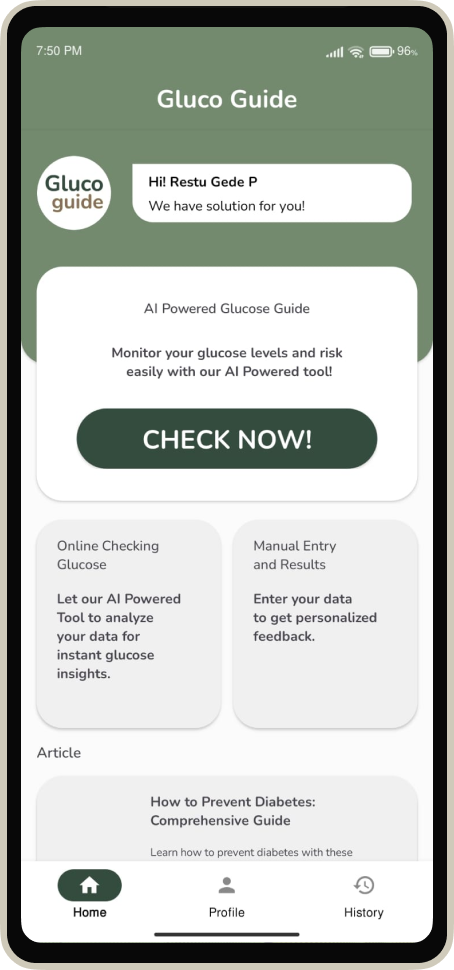 7:50 PM
96%
Gluco Guide
Gluco
guide
Hi! Restu Gede P
We have solution for you!
AI Powered Glucose Guide
Monitor your glucose levels and risk
easily with our AI Powered tool!
CHECK NOW!
Online Checking
Glucose
Let our AI Powered
Tool to analyze
your data for
instant glucose
insights.
Manual Entry
and Results
Enter your data
to get personalized
feedback.
Article
How to Prevent Diabetes:
Comprehensive Guide
Learn how to prevent diabetes with these
Home
Profile
History